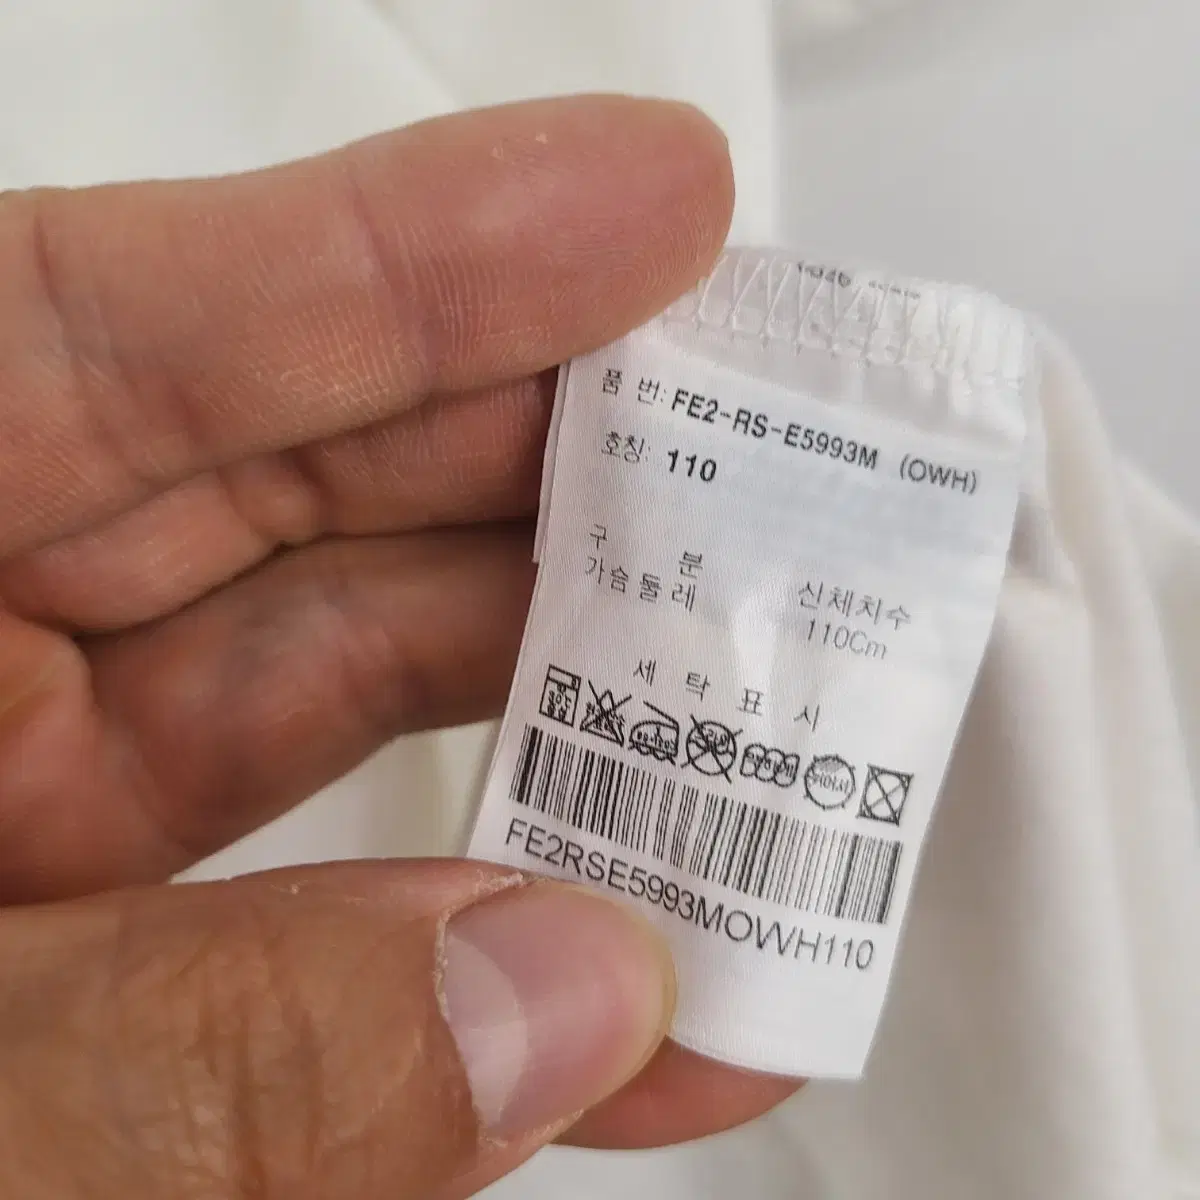 품 번: FE2-RS-E5993M (OWH)
호칭: 110
구 분 신체치수
가슴둘레 110Cm
세 탁 표 시
FE2RSE5993MOWH110